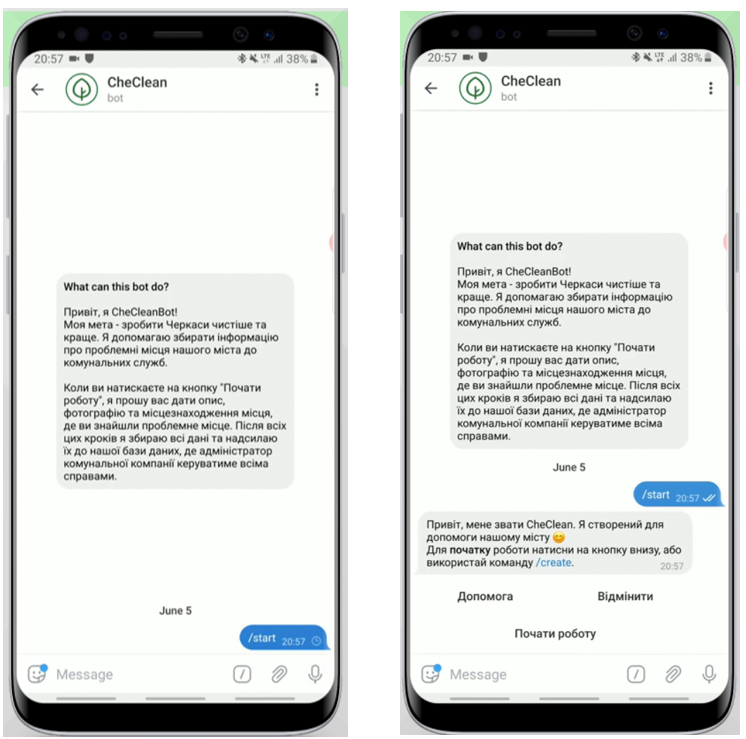 20:57
LTE
38%
CheClean
bot
What can this bot do?
Привіт, я CheCleanBot!
Моя мета - зробити Черкаси чистіше та
краще. Я допомагаю збирати інформацію
про проблемні місця нашого міста до
комунальних служб.
Коли ви натискаєте на кнопку "Почати
роботу", я прошу вас дати опис,
фотографію та місцезнаходження місця,
де ви знайшли проблемне місце. Після всіх
цих кроків я збираю всі дані та надсилаю
їх до нашої бази даних, де адміністратор
комунальної компанії керуватиме всіма
справами.
June 5
/start 20:57
Message
20:57
LTE
38%
CheClean
bot
What can this bot do?
Привіт, я CheCleanBot!
Моя мета - зробити Черкаси чистіше та
краще. Я допомагаю збирати інформацію
про проблемні місця нашого міста до
комунальних служб.
Коли ви натискаєте на кнопку "Почати
роботу", я прошу вас дати опис,
фотографію та місцезнаходження місця,
де ви знайшли проблемне місце. Після всіх
цих кроків я збираю всі дані та надсилаю
їх до нашої бази даних, де адміністратор
комунальної компанії керуватиме всіма
справами.
June 5
/start 20:57
Привіт, мене звати CheClean. Я створений для
допомоги нашому місту 😊
Для початку роботи натисни на кнопку внизу, або
використай команду /create.
20:57
Допомога
Відмінити
Почати роботу
Message